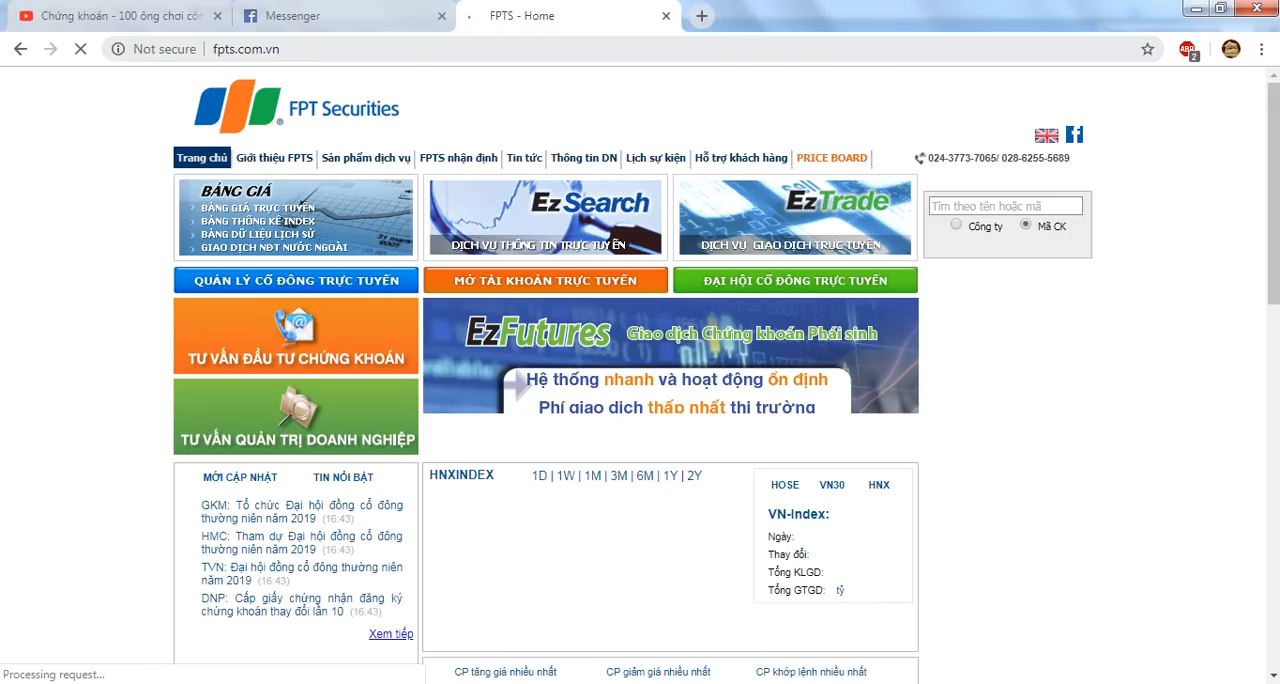 Chứng khoán - 100 ông chơi còn
Messenger
FPTS - Home
Not secure
fpts.com.vn
ABP
2
FPT Securities
Trang chủ
Giới thiệu FPTS
Sản phẩm dịch vụ
FPTS nhận định
Tin tức
Thông tin DN
Lịch sự kiện
Hỗ trợ khách hàng
PRICE BOARD
024-3773-7065/ 028-6255-5689
BẢNG GIÁ
BẢNG GIÁ TRỰC TUYẾN
BẢNG THỐNG KÊ INDEX
BẢNG DỮ LIỆU LỊCH SỬ
GIAO DỊCH NĐT NƯỚC NGOÀI
EzSearch
DỊCH VỤ THÔNG TIN TRỰC TUYẾN
EzTrade
DỊCH VỤ GIAO DỊCH TRỰC TUYẾN
Tìm theo tên hoặc mã
Công ty
Mã CK
QUẢN LÝ CỔ ĐÔNG TRỰC TUYẾN
MỞ TÀI KHOẢN TRỰC TUYẾN
ĐẠI HỘI CỔ ĐÔNG TRỰC TUYẾN
TƯ VẤN ĐẦU TƯ CHỨNG KHOÁN
EzFutures
Giao dịch Chứng khoán Phái sinh
Hệ thống nhanh và hoạt động ổn định
Phí giao dịch thấp nhất thị trường
TƯ VẤN QUẢN TRỊ DOANH NGHIỆP
MỚI CẬP NHẬT
TIN NỔI BẬT
GKM: Tổ chức Đại hội đồng cổ đông
thường niên năm 2019 (16:43)
HMC: Tham dự Đại hội đồng cổ đông
thường niên năm 2019 (16:43)
TVN: Đại hội đồng cổ đông thường niên
năm 2019 (16:43)
DNP: Cấp giấy chứng nhận đăng ký
chứng khoán thay đổi lần 10 (16:43)
Xem tiếp
HNXINDEX
1D | 1W | 1M | 3M | 6M | 1Y | 2Y
HOSE
VN30
HNX
VN-Index:
Ngày:
Thay đổi:
Tổng KLGD:
Tổng GTGD: tỷ
CP tăng giá nhiều nhất
CP giảm giá nhiều nhất
CP khớp lệnh nhiều nhất
Processing request...